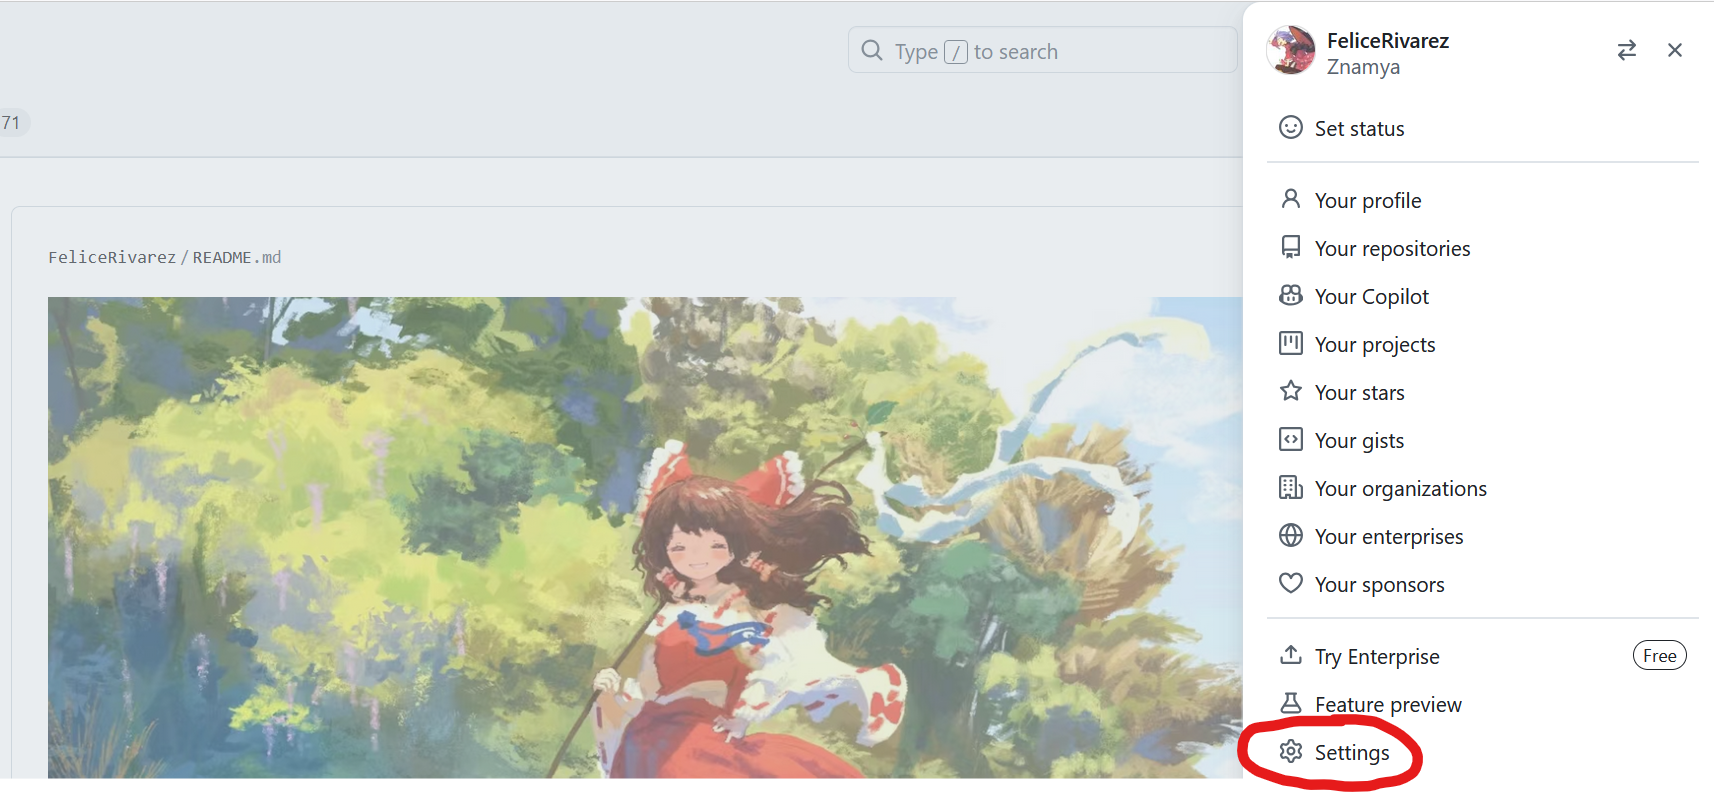 Type / to search
71
FeliceRivarez / README.md
FeliceRivarez
Znamya
Set status
Your profile
Your repositories
Your Copilot
Your projects
Your stars
Your gists
Your organizations
Your enterprises
Your sponsors
Try Enterprise Free
Feature preview
Settings